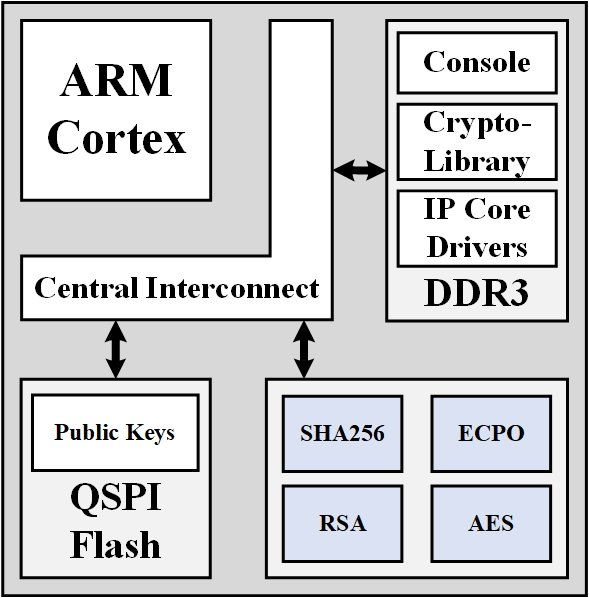 ARM
Cortex
Console
Crypto-
Library
IP Core
Drivers
DDR3
Central Interconnect
Public Keys
QSPI
Flash
SHA256
ECPO
RSA
AES